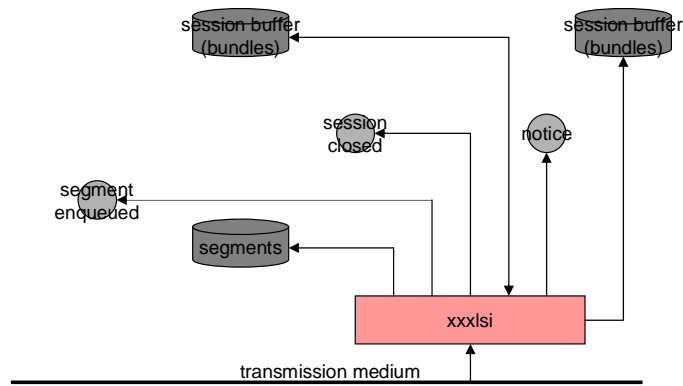 session buffer
(bundles)
session buffer
(bundles)
session
closed
notice
segment
enqueued
segments
xxxlsi
transmission medium